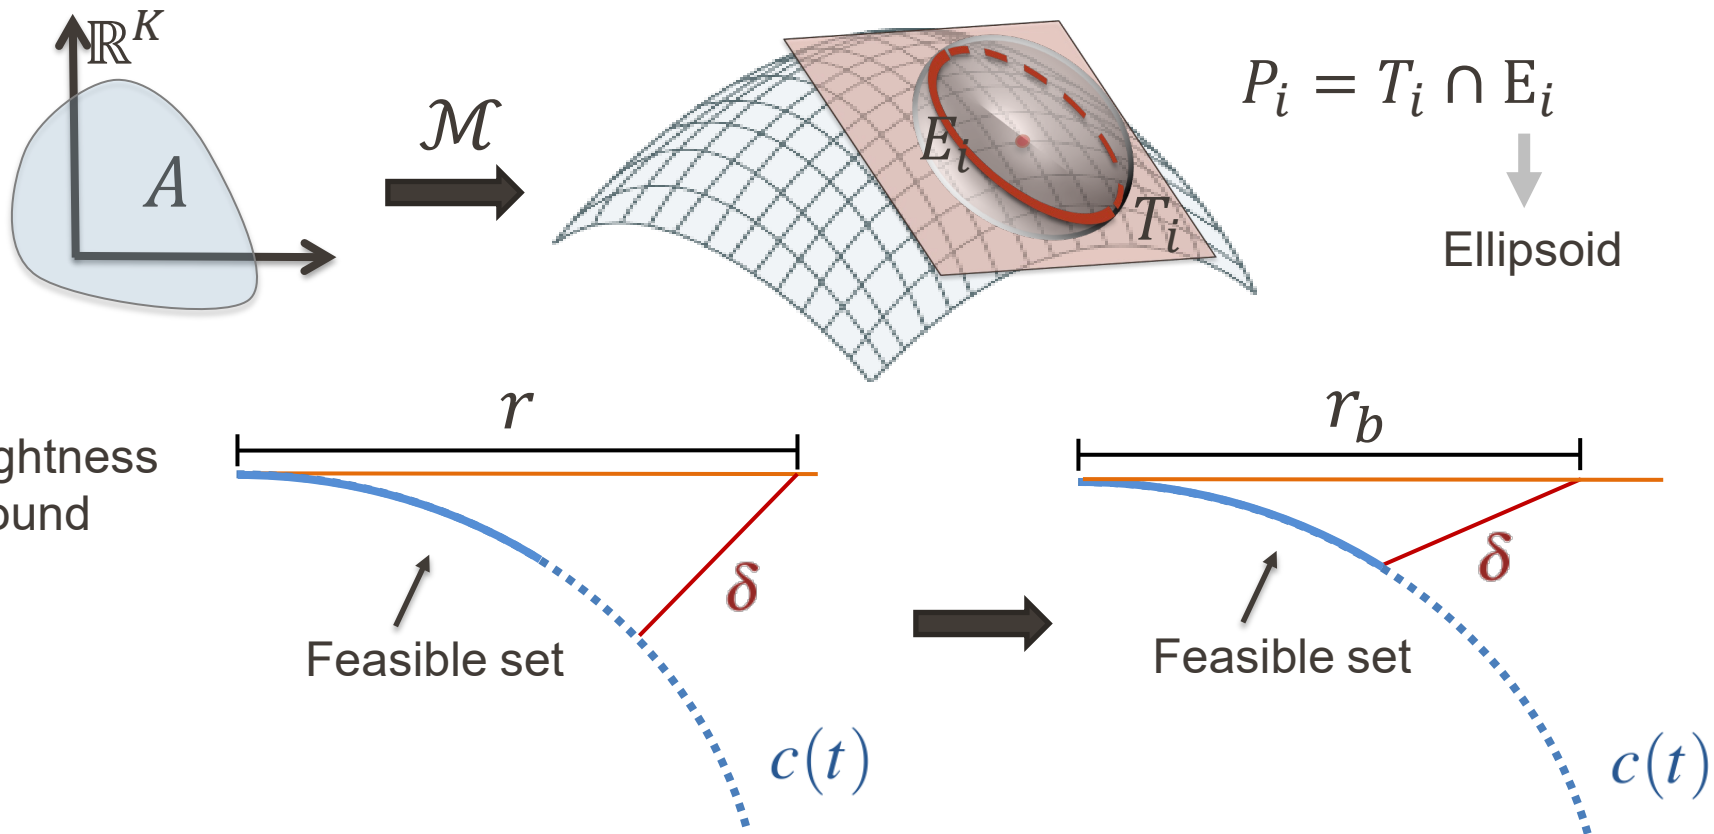 ℝ^K
A
ℳ
E_i
T_i
P_i = T_i ∩ E_i
Ellipsoid
ghtness
ound
r
δ
Feasible set
c(t)
r_b
δ
Feasible set
c(t)